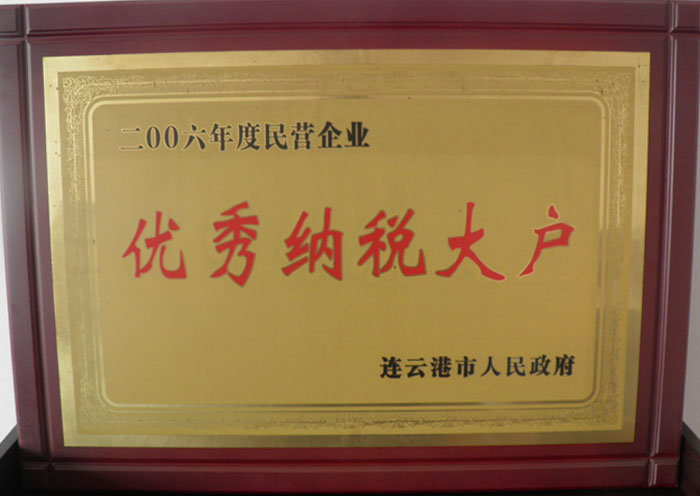 二00六年度民营企业
优秀纳税大户
连云港市人民政府